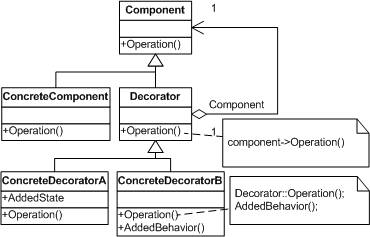 Component
1
+Operation()
ConcreteComponent
Decorator
Component
+Operation()
+Operation()
1
component->Operation()
ConcreteDecoratorA
ConcreteDecoratorB
+AddedState
Decorator::Operation();
AddedBehavior();
+Operation()
+Operation()
+AddedBehavior()